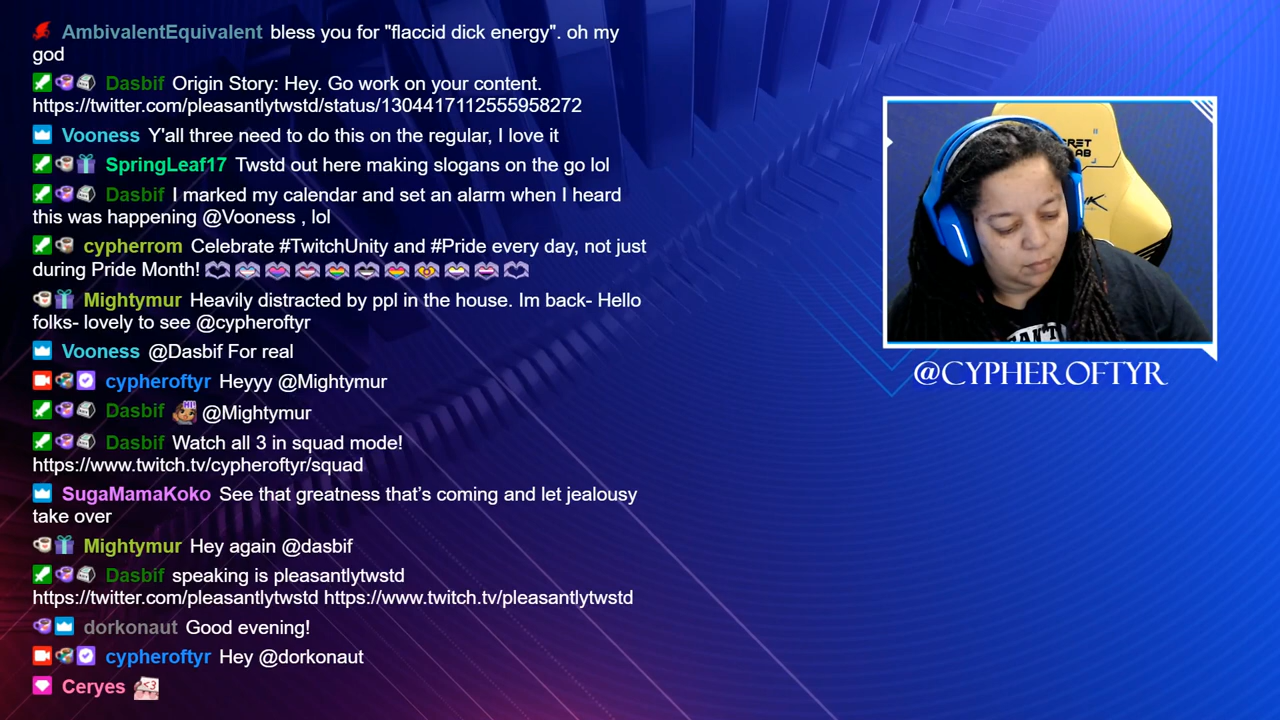 AmbivalentEquivalent bless you for "flaccid dick energy". oh my
god
Dasbif Origin Story: Hey. Go work on your content.
https://twitter.com/pleasantlytwstd/status/1304417112555958272
Vooness Y'all three need to do this on the regular, I love it
SpringLeaf17 Twstd out here making slogans on the go lol
Dasbif I marked my calendar and set an alarm when I heard
this was happening @Vooness , lol
cypherrom Celebrate #TwitchUnity and #Pride every day, not just
during Pride Month!
Mightymur Heavily distracted by ppl in the house. Im back- Hello
folks- lovely to see @cypheroftyr
Vooness @Dasbif For real
cypheroftyr Heyyy @Mightymur
Dasbif @Mightymur
Dasbif Watch all 3 in squad mode!
https://www.twitch.tv/cypheroftyr/squad
SugaMamaKoko See that greatness that’s coming and let jealousy
take over
Mightymur Hey again @dasbif
Dasbif speaking is pleasantlytwstd
https://twitter.com/pleasantlytwstd https://www.twitch.tv/pleasantlytwstd
dorkonaut Good evening!
cypheroftyr Hey @dorkonaut
Ceryes <3
@CYPHEROFTYR